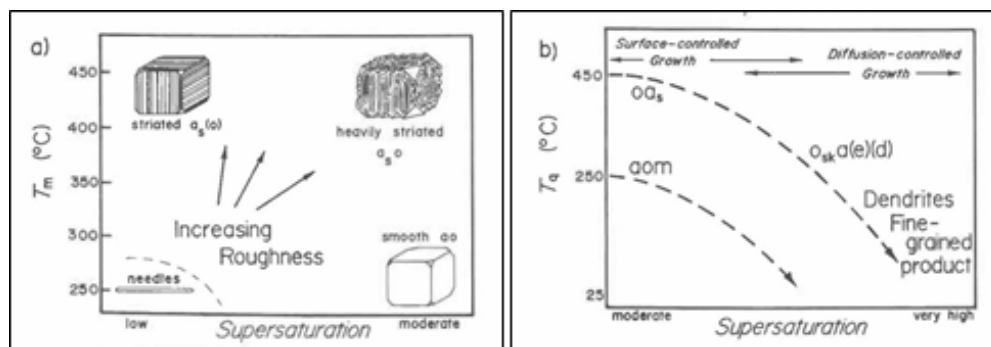 a)
T_m (°C)
450
400
350
300
250
striated a_s(o)
heavily striated
a_s o
Increasing
Roughness
smooth ao
needles
low
Supersaturation
moderate
b)
Surface-controlled
Growth
Diffusion-controlled
Growth
T_q (°C)
450
250
25
oa_s
aom
o_sk a(e)(d)
Dendrites
Fine-
grained
product
moderate
Supersaturation
very high